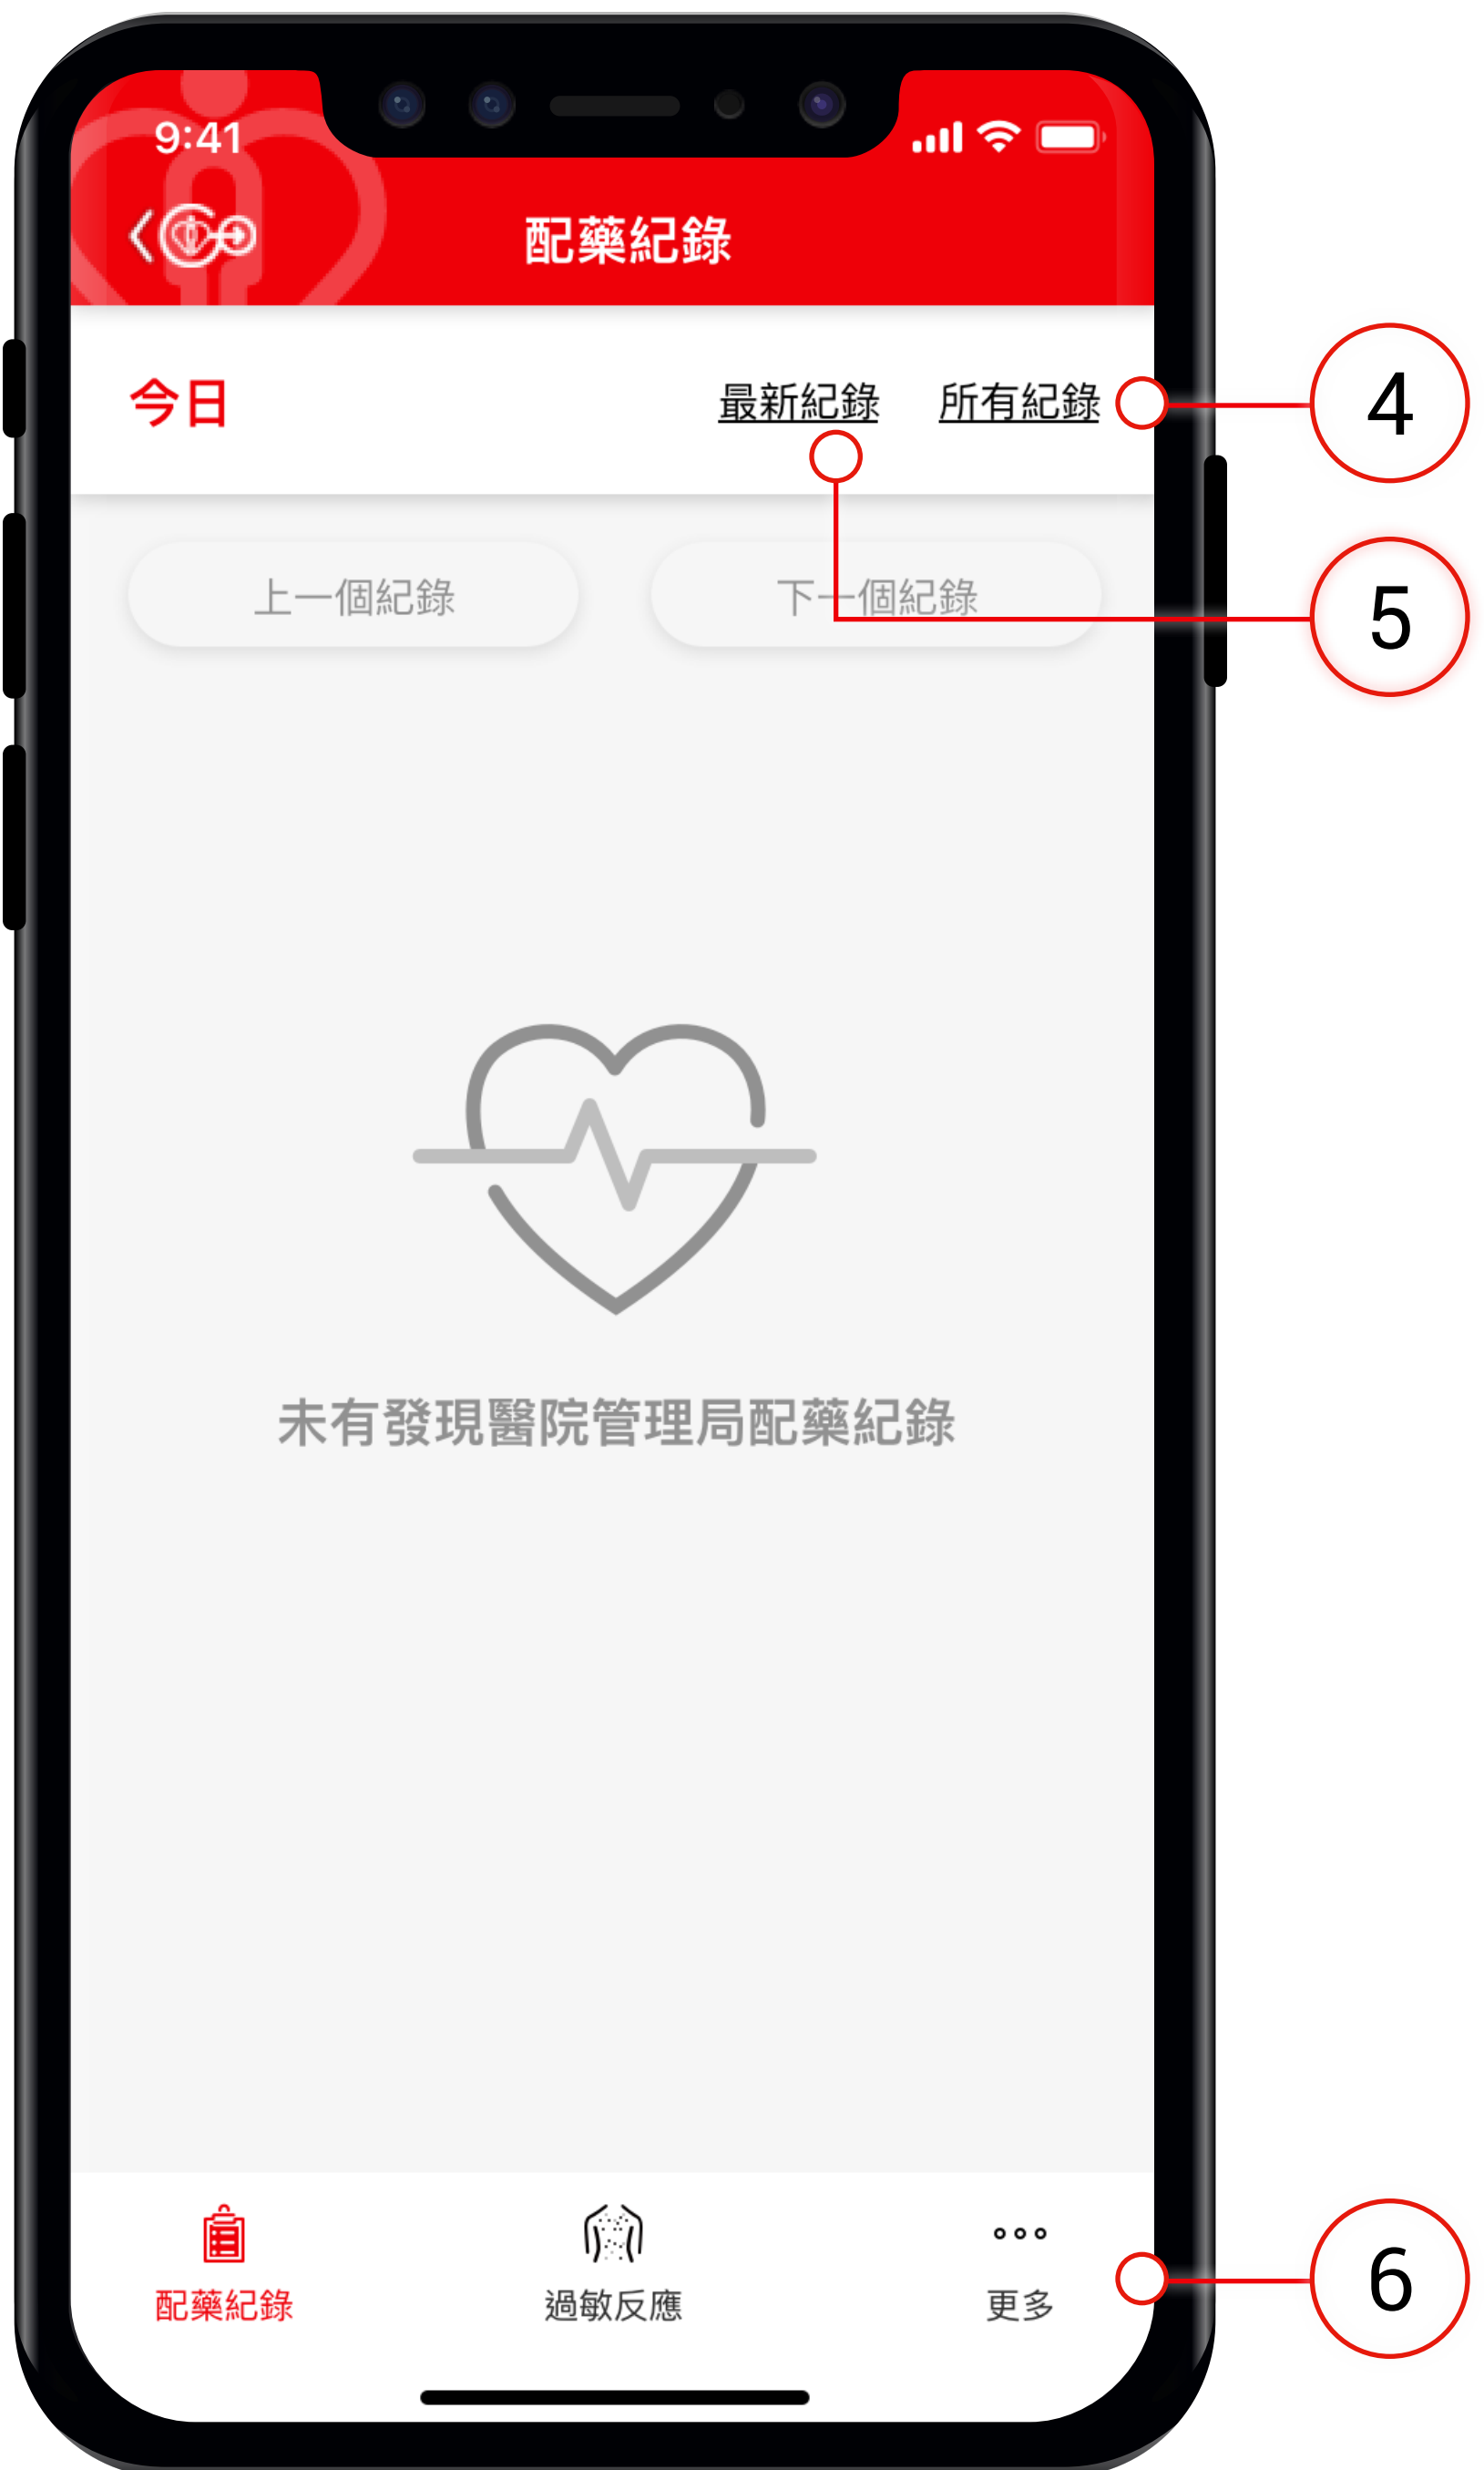 9:41
配藥紀錄
今日 最新紀錄 所有紀錄
4
上一個紀錄 下一個紀錄
5
未有發現醫院管理局配藥紀錄
配藥紀錄 過敏反應 更多
6